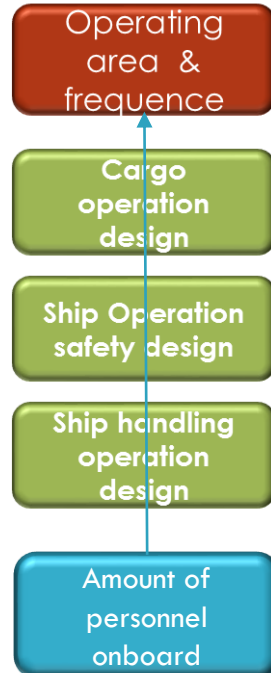 Operating
area & 
frequence
Cargo
operation
design
Ship Operation
safety design
Ship handling
operation
design
Amount of
personnel
onboard